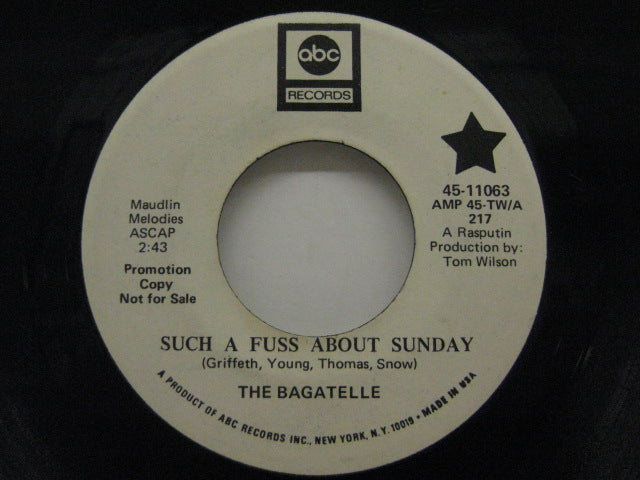 abc
RECORDS
Maudlin
Melodies
ASCAP
2:43
Promotion
Copy
Not for Sale
45-11063
AMP 45-TW/A
217
A Rasputin
Production by:
Tom Wilson
SUCH A FUSS ABOUT SUNDAY
(Griffeth, Young, Thomas, Snow)
THE BAGATELLE
A PRODUCT OF ABC RECORDS INC., NEW YORK, N.Y. 10019 • MADE IN USA